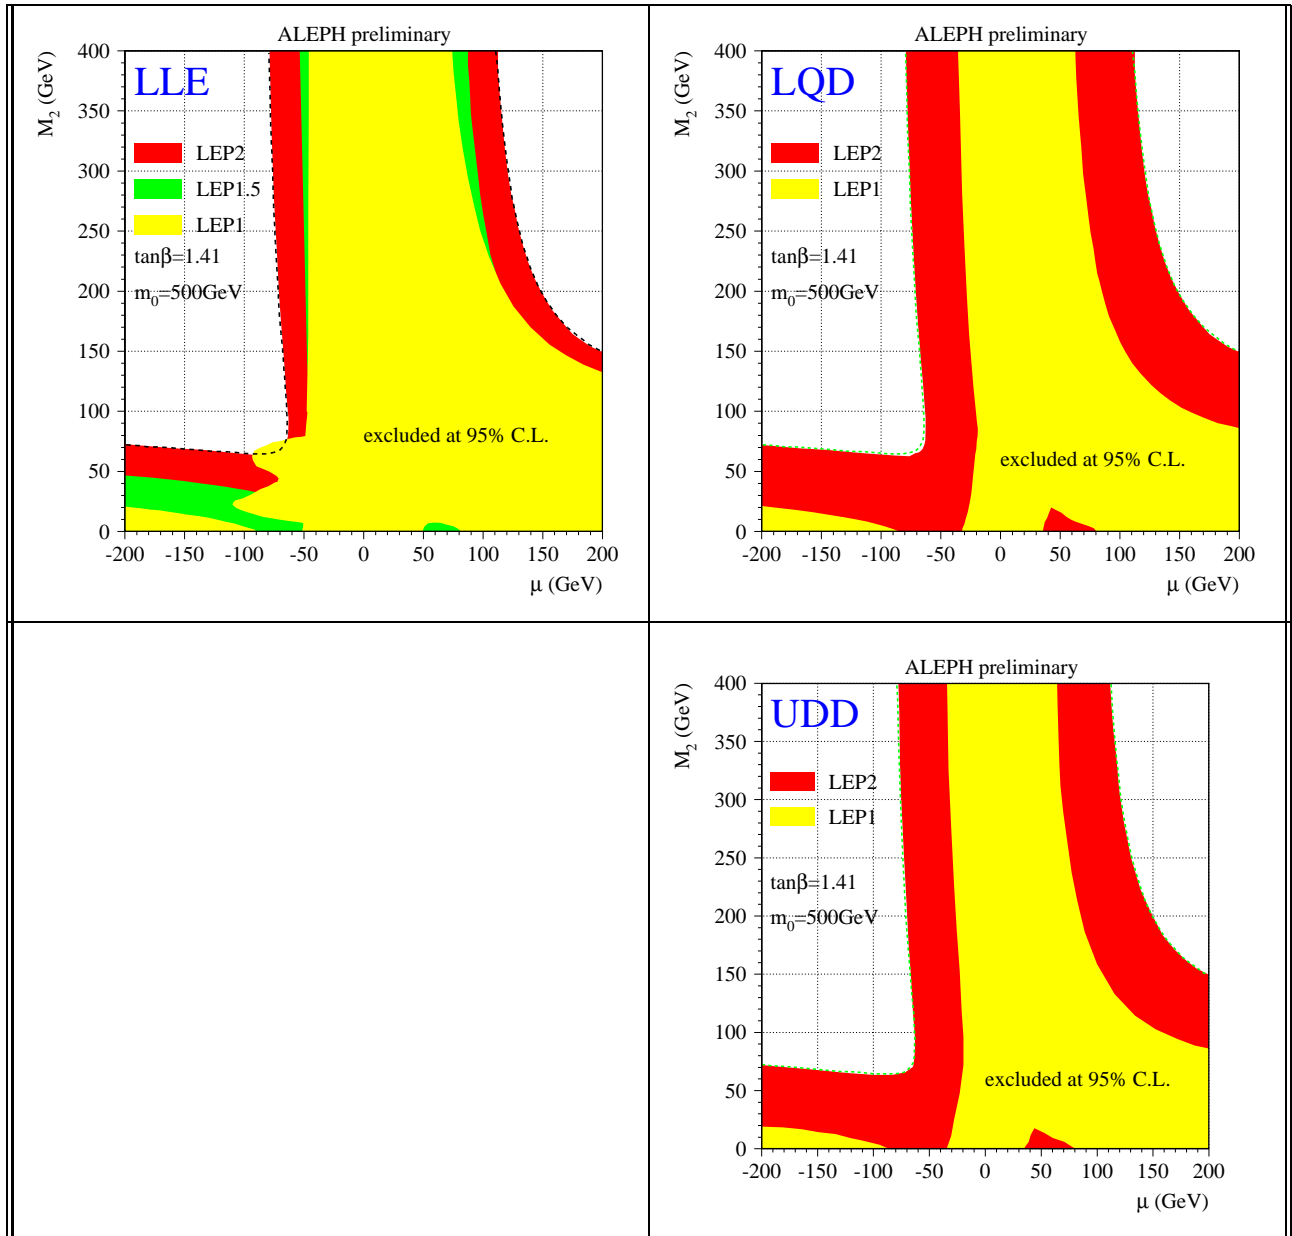 ALEPH preliminary
M2 (GeV)
400
350
300
250
200
150
100
50
0
LLE
LEP2
LEP1.5
LEP1
tanβ=1.41
m0=500GeV
excluded at 95% C.L.
-200 -150 -100 -50 0 50 100 150 200
μ (GeV)
ALEPH preliminary
M2 (GeV)
400
350
300
250
200
150
100
50
0
LQD
LEP2
LEP1
tanβ=1.41
m0=500GeV
excluded at 95% C.L.
-200 -150 -100 -50 0 50 100 150 200
μ (GeV)
ALEPH preliminary
M2 (GeV)
400
350
300
250
200
150
100
50
0
UDD
LEP2
LEP1
tanβ=1.41
m0=500GeV
excluded at 95% C.L.
-200 -150 -100 -50 0 50 100 150 200
μ (GeV)